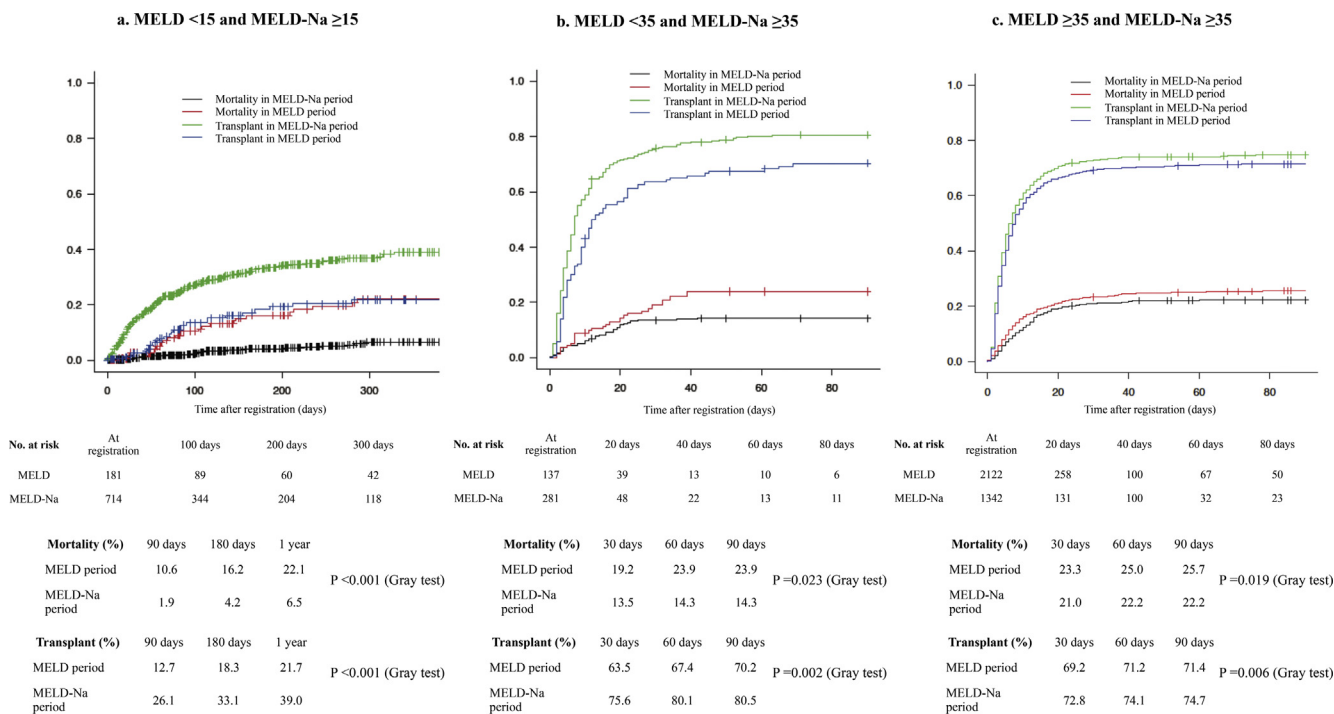 a. MELD <15 and MELD-Na ≥15
1.0
0.8
0.6
0.4
0.2
0.0
Mortality in MELD-Na period
Mortality in MELD period
Transplant in MELD-Na period
Transplant in MELD period
0 100 200 300
Time after registration (days)
No. at risk At registration 100 days 200 days 300 days
MELD 181 89 60 42
MELD-Na 714 344 204 118
Mortality (%) 90 days 180 days 1 year
MELD period 10.6 16.2 22.1
MELD-Na period 1.9 4.2 6.5
P <0.001 (Gray test)
Transplant (%) 90 days 180 days 1 year
MELD period 12.7 18.3 21.7
MELD-Na period 26.1 33.1 39.0
P <0.001 (Gray test)
b. MELD <35 and MELD-Na ≥35
1.0
0.8
0.6
0.4
0.2
0.0
Mortality in MELD-Na period
Mortality in MELD period
Transplant in MELD-Na period
Transplant in MELD period
0 20 40 60 80
Time after registration (days)
No. at risk At registration 20 days 40 days 60 days 80 days
MELD 137 39 13 10 6
MELD-Na 281 48 22 13 11
Mortality (%) 30 days 60 days 90 days
MELD period 19.2 23.9 23.9
MELD-Na period 13.5 14.3 14.3
P =0.023 (Gray test)
Transplant (%) 30 days 60 days 90 days
MELD period 63.5 67.4 70.2
MELD-Na period 75.6 80.1 80.5
P =0.002 (Gray test)
c. MELD ≥35 and MELD-Na ≥35
1.0
0.8
0.6
0.4
0.2
0.0
Mortality in MELD-Na period
Mortality in MELD period
Transplant in MELD-Na period
Transplant in MELD period
0 20 40 60 80
Time after registration (days)
No. at risk At registration 20 days 40 days 60 days 80 days
MELD 2122 258 100 67 50
MELD-Na 1342 131 100 32 23
Mortality (%) 30 days 60 days 90 days
MELD period 23.3 25.0 25.7
MELD-Na period 21.0 22.2 22.2
P =0.019 (Gray test)
Transplant (%) 30 days 60 days 90 days
MELD period 69.2 71.2 71.4
MELD-Na period 72.8 74.1 74.7
P =0.006 (Gray test)